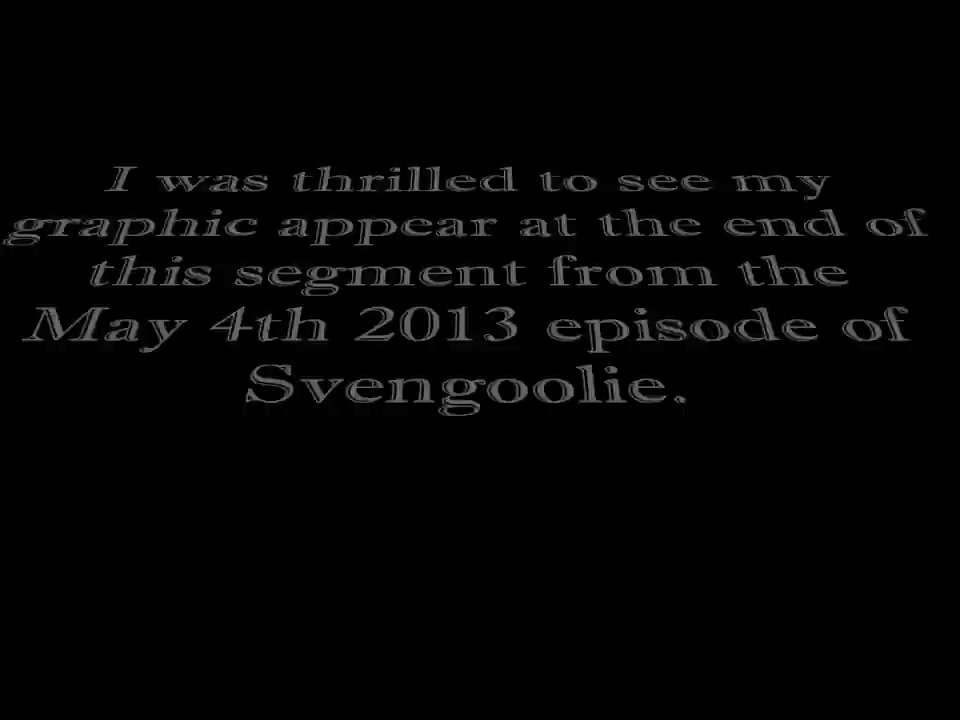 I was thrilled to see my
graphic appear at the end of
this segment from the
May 4th 2013 episode of
Svengoolie.